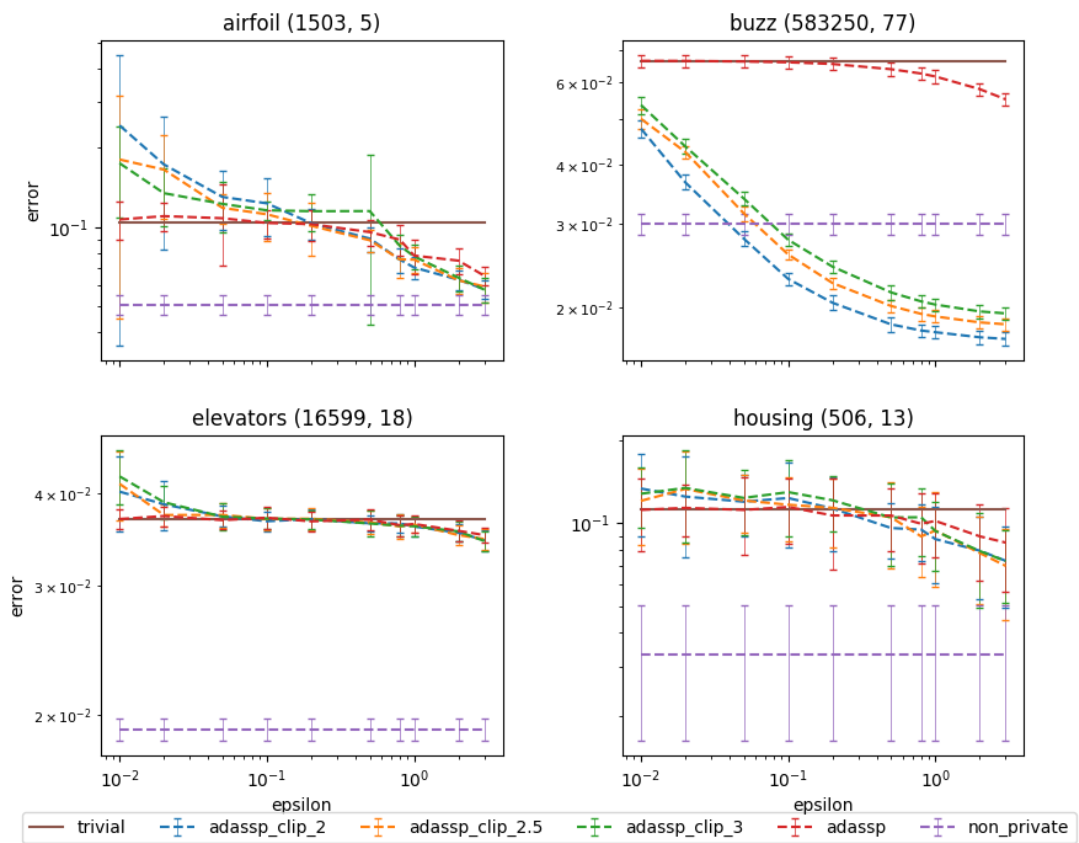 airfoil (1503, 5)
buzz (583250, 77)
error
10⁻¹
6 × 10⁻²
4 × 10⁻²
3 × 10⁻²
2 × 10⁻²
elevators (16599, 18)
housing (506, 13)
error
4 × 10⁻²
3 × 10⁻²
2 × 10⁻²
10⁻¹
10⁻² 10⁻¹ 10⁰
10⁻² 10⁻¹ 10⁰
epsilon
epsilon
trivial adassp_clip_2 adassp_clip_2.5 adassp_clip_3 adassp non_private